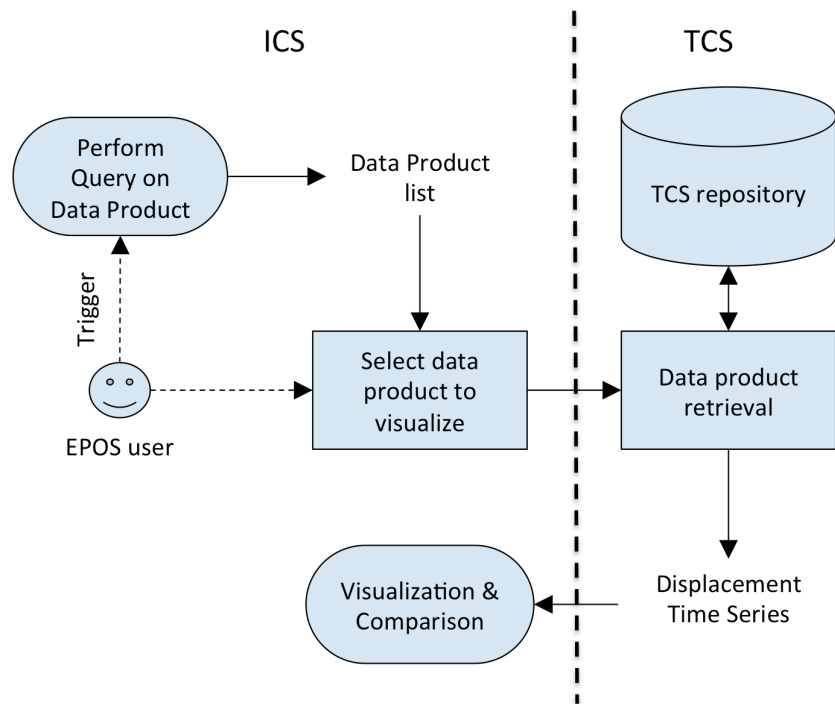 ICS
TCS
Perform
Query on
Data Product
Data Product
list
TCS repository
Trigger
EPOS user
Select data
product to
visualize
Data product
retrieval
Visualization &
Comparison
Displacement
Time Series